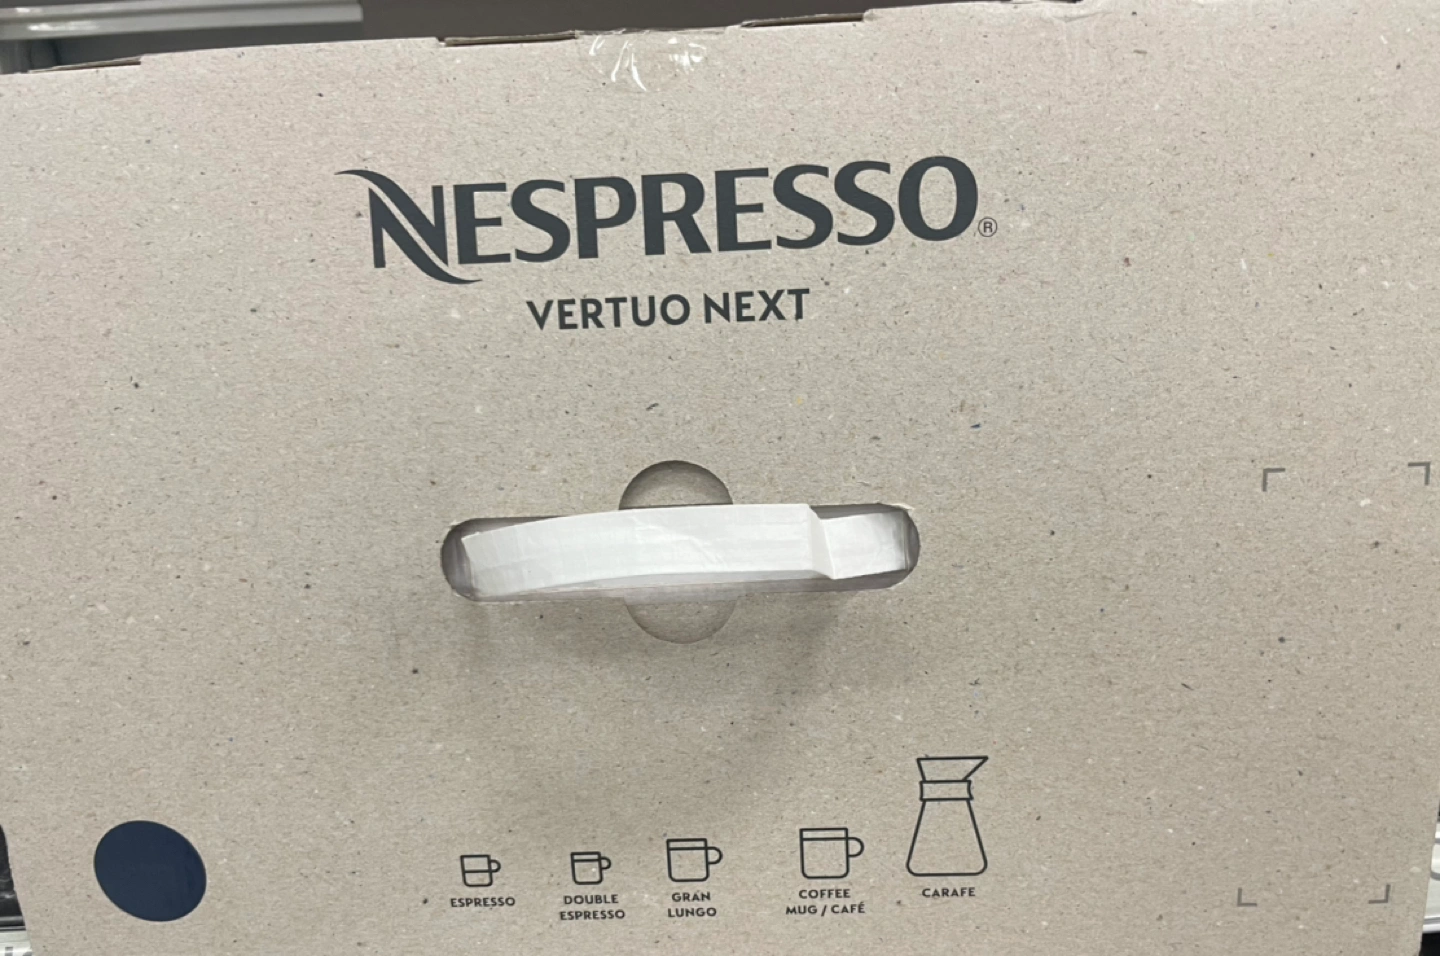 NESPRESSO®
VERTUO NEXT
ESPRESSO
DOUBLE
ESPRESSO
GRAN
LUNGO
COFFEE
MUG / CAFÉ
CARAFE